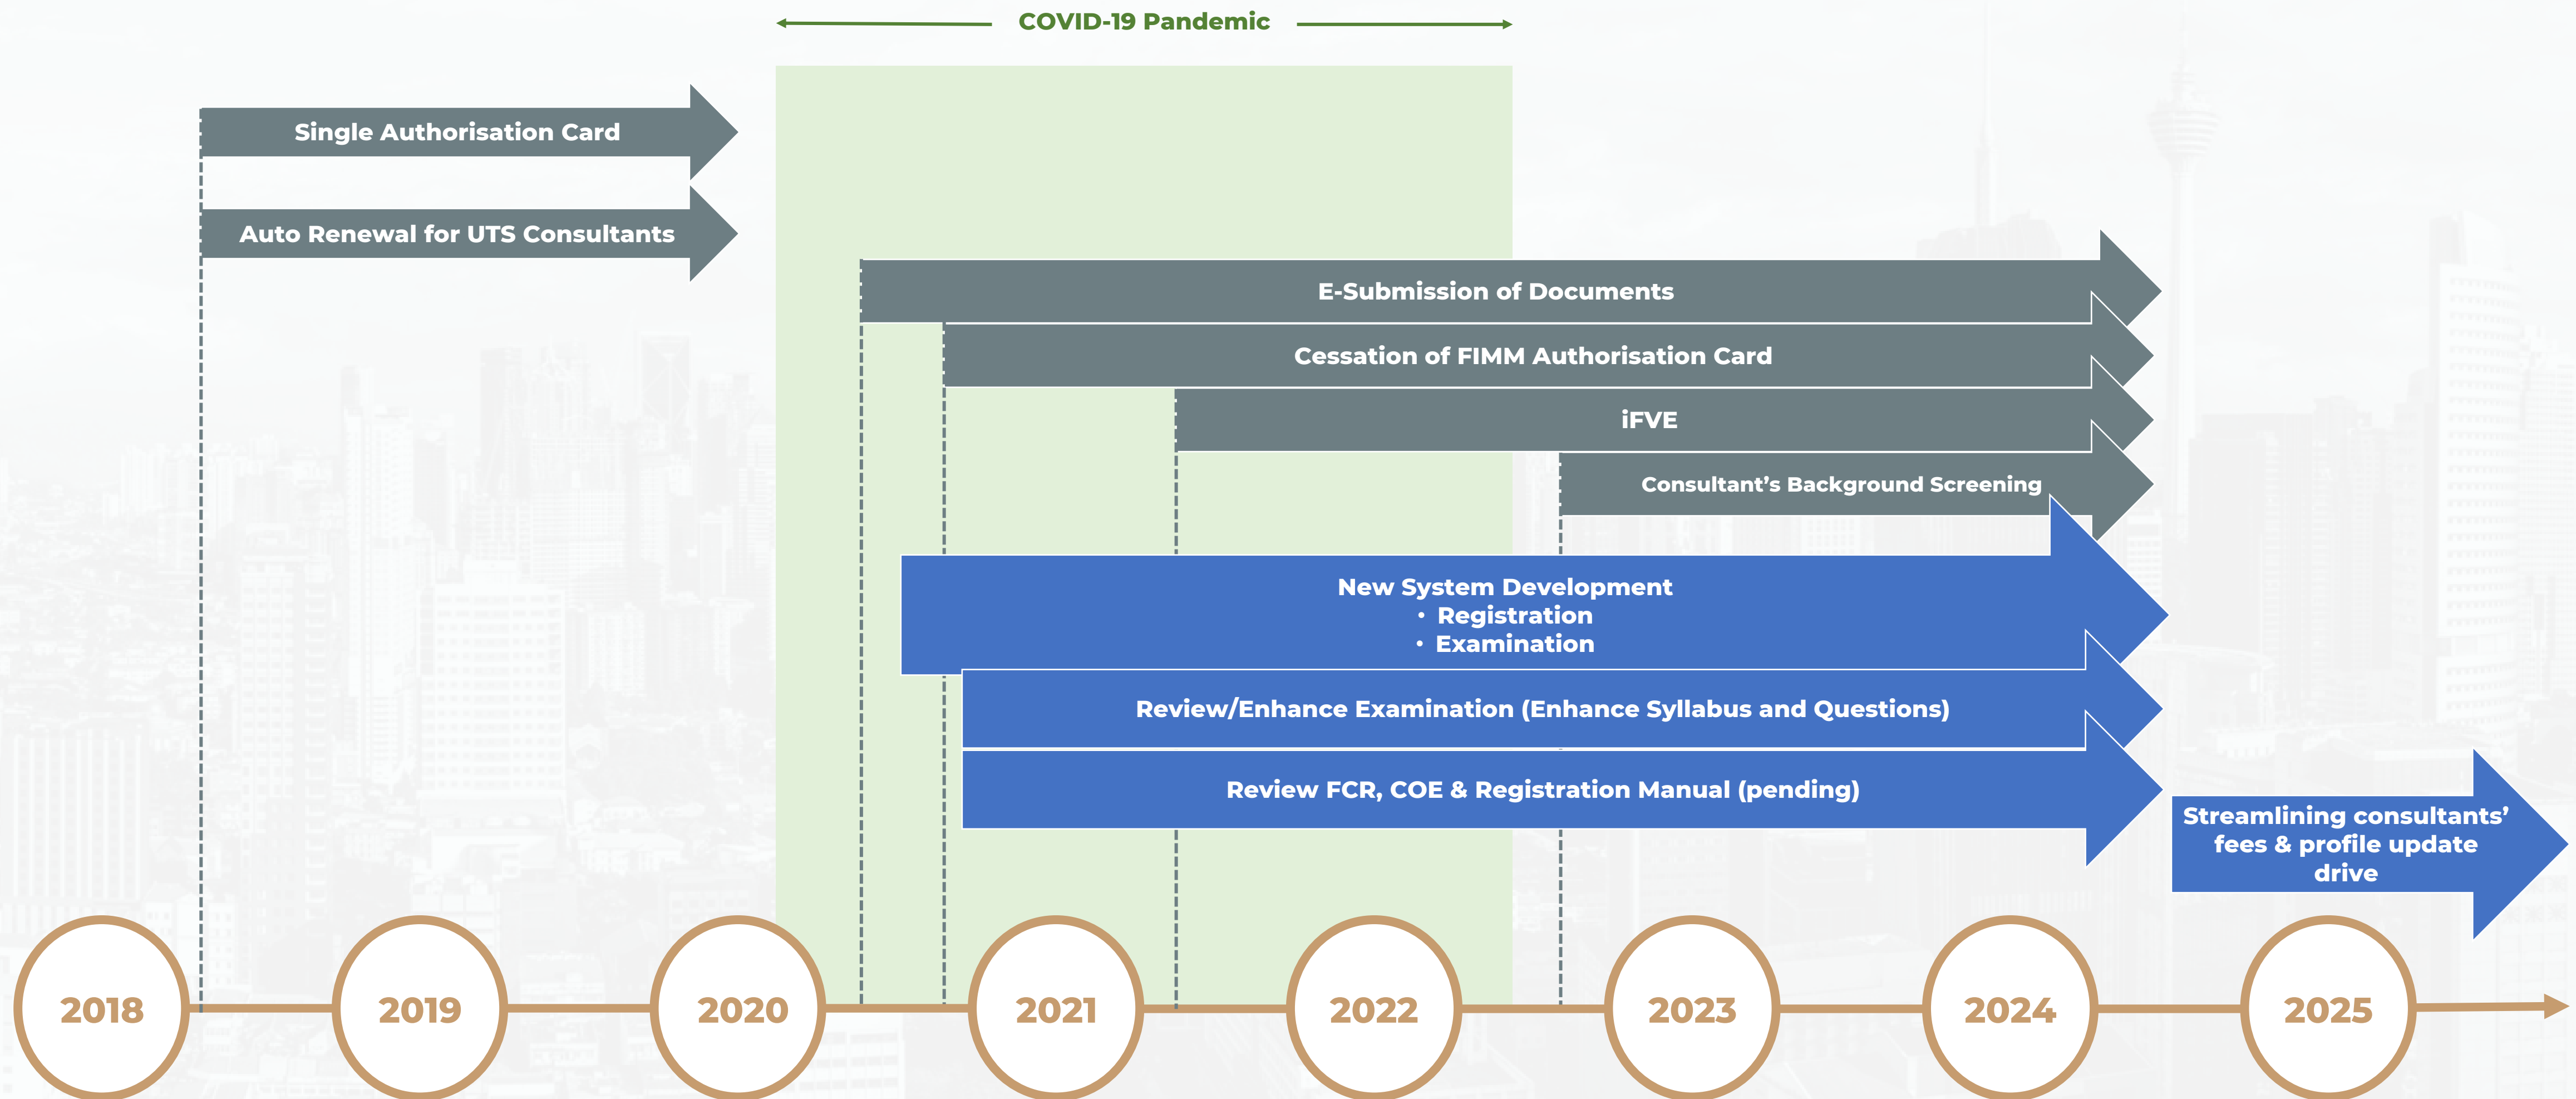 COVID-19 Pandemic
Single Authorisation Card
Auto Renewal for UTS Consultants
E-Submission of Documents
Cessation of FIMM Authorisation Card
iFVE
Consultant’s Background Screening
New System Development
• Registration
• Examination
Review/Enhance Examination (Enhance Syllabus and Questions)
Review FCR, COE & Registration Manual (pending)
Streamlining consultants’
fees & profile update
drive
2018
2019
2020
2021
2022
2023
2024
2025